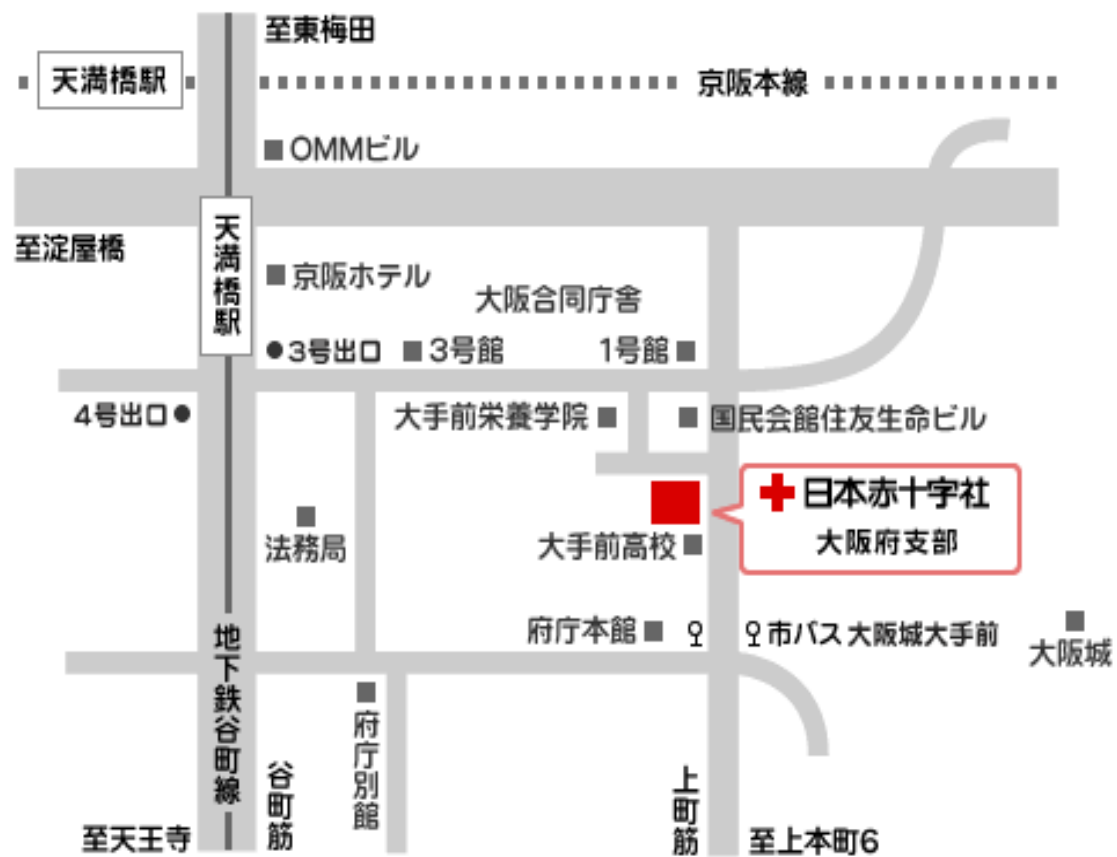 至東梅田
天満橋駅
京阪本線
OMMビル
至淀屋橋
天満橋駅
京阪ホテル
大阪合同庁舎
3号出口
3号館
1号館
4号出口
大手前栄養学院
国民会館住友生命ビル
日本赤十字社
大阪府支部
法務局
大手前高校
府庁本館
市バス 大阪城大手前
大阪城
地下鉄谷町線
府庁別館
谷町筋
上町筋
至天王寺
至上本町6